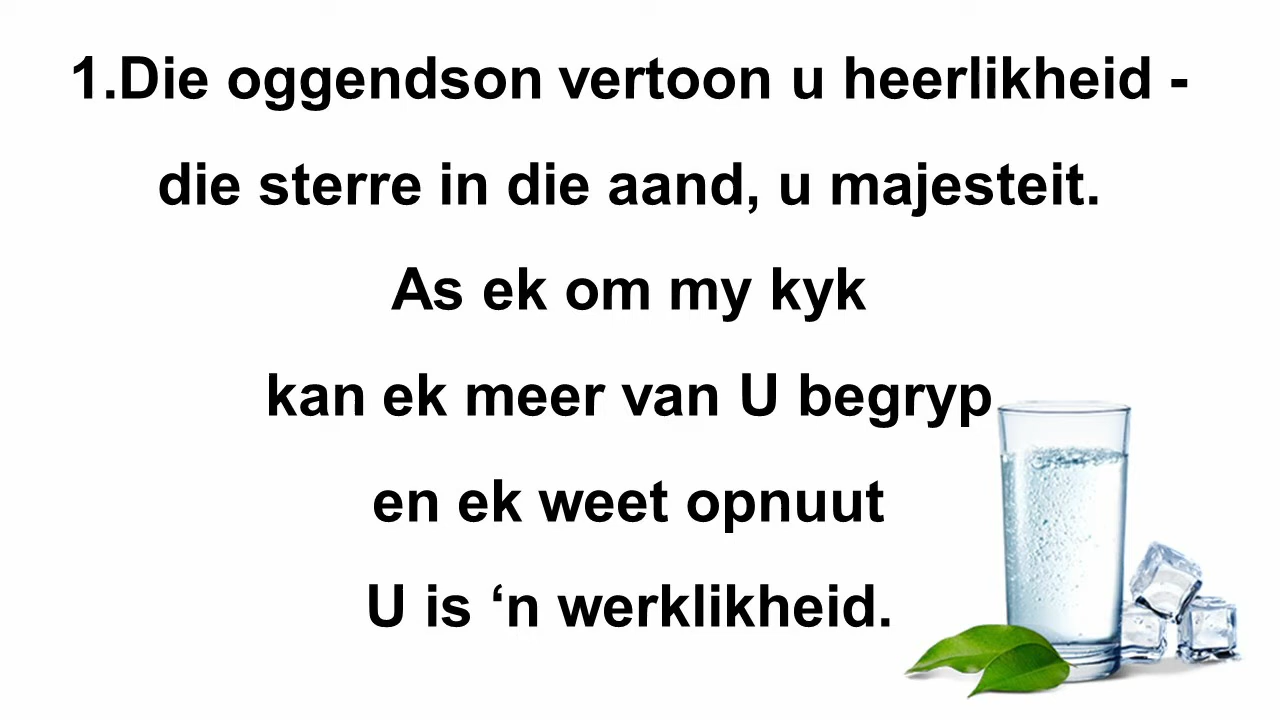 1.Die oggendson vertoon u heerlikheid -
die sterre in die aand, u majesteit.
As ek om my kyk
kan ek meer van U begryp
en ek weet opnuut
U is ‘n werklikheid.